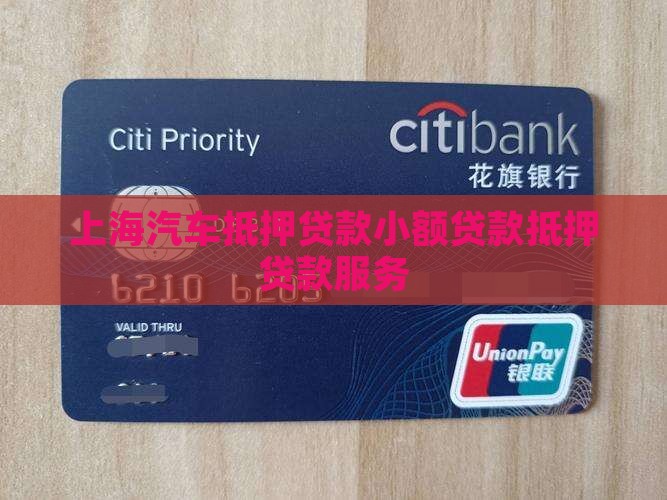 Citi Priority
citibank
花旗银行
上海汽车抵押贷款小额贷款抵押
贷款服务
6210 6203
VALID THRU
UnionPay
银联